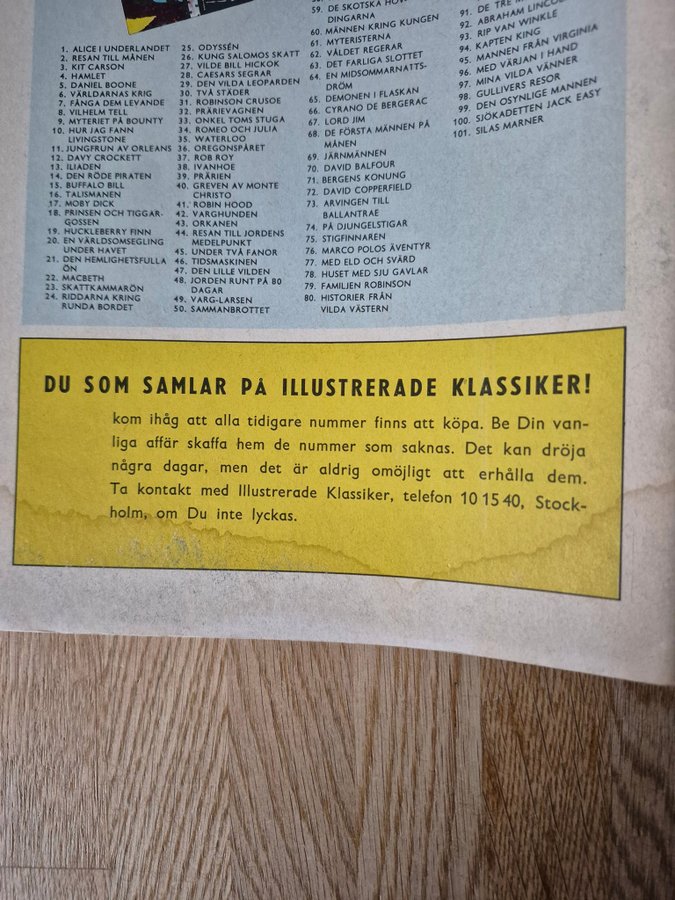 1. ALICE I UNDERLANDET
2. RESAN TILL MÅNEN
3. KIT CARSON
4. HAMLET
5. DANIEL BOONE
6. VÄRLDARNAS KRIG
7. FÅNGA DEM LEVANDE
8. VILHELM TELL
9. MYTERIET PÅ BOUNTY
10. HUR JAG FANN
LIVINGSTONE
11. JUNGFRUN AV ORLEANS
12. DAVY CROCKETT
13. ILIADEN
14. DEN RÖDE PIRATEN
15. BUFFALO BILL
16. TALISMANEN
17. MOBY DICK
18. PRINSEN OCH TIGGAR-
GOSSEN
19. HUCKLEBERRY FINN
20. EN VÄRLDSOMSEGLING
UNDER HAVET
21. DEN HEMLIGHETSFULLA
ÖN
22. MACBETH
23. SKATTKAMMARÖN
24. RIDDARNA KRING
RUNDA BORDET
25. ODYSSÉN
26. KUNG SALOMOS SKATT
27. VILDE BILL HICKOK
28. CAESARS SEGRAR
29. DEN VILDA LEOPARDEN
30. TVÅ STÄDER
31. ROBINSON CRUSOE
32. PRÄRIEVAGNEN
33. ONKEL TOMS STUGA
34. ROMEO OCH JULIA
35. WATERLOO
36. OREGONSPÅRET
37. ROB ROY
38. IVANHOE
39. PRÄRIEN
40. GREVEN AV MONTE
CHRISTO
41. ROBIN HOOD
42. VARGHUNDEN
43. ORKANEN
44. RESAN TILL JORDENS
MEDELPUNKT
45. UNDER TVÅ FANOR
46. TIDSMASKINEN
47. DEN LILLE VILDEN
48. JORDEN RUNT PÅ 80
DAGAR
49. VARG-LARSEN
50. SAMMANBROTTET
59. DE SKOTSKA
DINGARNA
60. MÄNNEN KRING KUNGEN
61. MYTERISTERNA
62. VÅLDET REGERAR
63. DET FARLIGA SLOTTET
64. EN MIDSOMMARNATTS-
DRÖM
65. DEMONEN I FLASKAN
66. CYRANO DE BERGERAC
67. LORD JIM
68. DE FÖRSTA MÄNNEN PÅ
MÅNEN
69. JÄRNMÄNNEN
70. DAVID BALFOUR
71. BERGENS KONUNG
72. DAVID COPPERFIELD
73. ARVINGEN TILL
BALLANTRAE
74. PÅ DJUNGELSTIGAR
75. STIGFINNAREN
76. MARCO POLOS ÄVENTYR
77. MED ELD OCH SVÄRD
78. HUSET MED SJU GAVLAR
79. FAMILJEN ROBINSON
80. HISTORIER FRÅN
VILDA VÄSTERN
91. DE TRE
92. ABRAHAM LINCOL
93. RIP VAN WINKLE
94. KAPTEN KING
95. MANNEN FRÅN VIRGINIA
96. MED VÄRJAN I HAND
97. MINA VILDA VÄNNER
98. GULLIVERS RESOR
99. DEN OSYNLIGE MANNEN
100. SJÖKADETTEN JACK EASY
101. SILAS MARNER
DU SOM SAMLAR PÅ ILLUSTRERADE KLASSIKER!
kom ihåg att alla tidigare nummer finns att köpa. Be Din van-
liga affär skaffa hem de nummer som saknas. Det kan dröja
några dagar, men det är aldrig omöjligt att erhålla dem.
Ta kontakt med Illustrerade Klassiker, telefon 10 15 40, Stock-
holm, om Du inte lyckas.